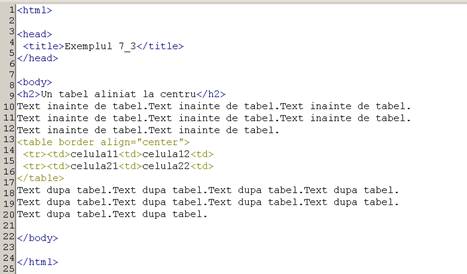 1 <html>
2
3 <head>
4  <title>Exemplul 7_3</title>
5
6 </head>
7
8 <body>
9 <h2>Un tabel aliniat la centru</h2>
10 Text inainte de tabel.Text inainte de tabel.Text inainte de tabel.
11 Text inainte de tabel.Text inainte de tabel.Text inainte de tabel.
12 Text inainte de tabel.Text inainte de tabel.
13 <table border align="center">
14  <tr><td>celula11<td>celula12<td>
15
16  <tr><td>celula21<td>celula22<td>
17 </table>
18 Text dupa tabel.Text dupa tabel.Text dupa tabel.Text dupa tabel.
19 Text dupa tabel.Text dupa tabel.Text dupa tabel.Text dupa tabel.
20 Text dupa tabel.Text dupa tabel.
21
22 </body>
23
24 </html>
25